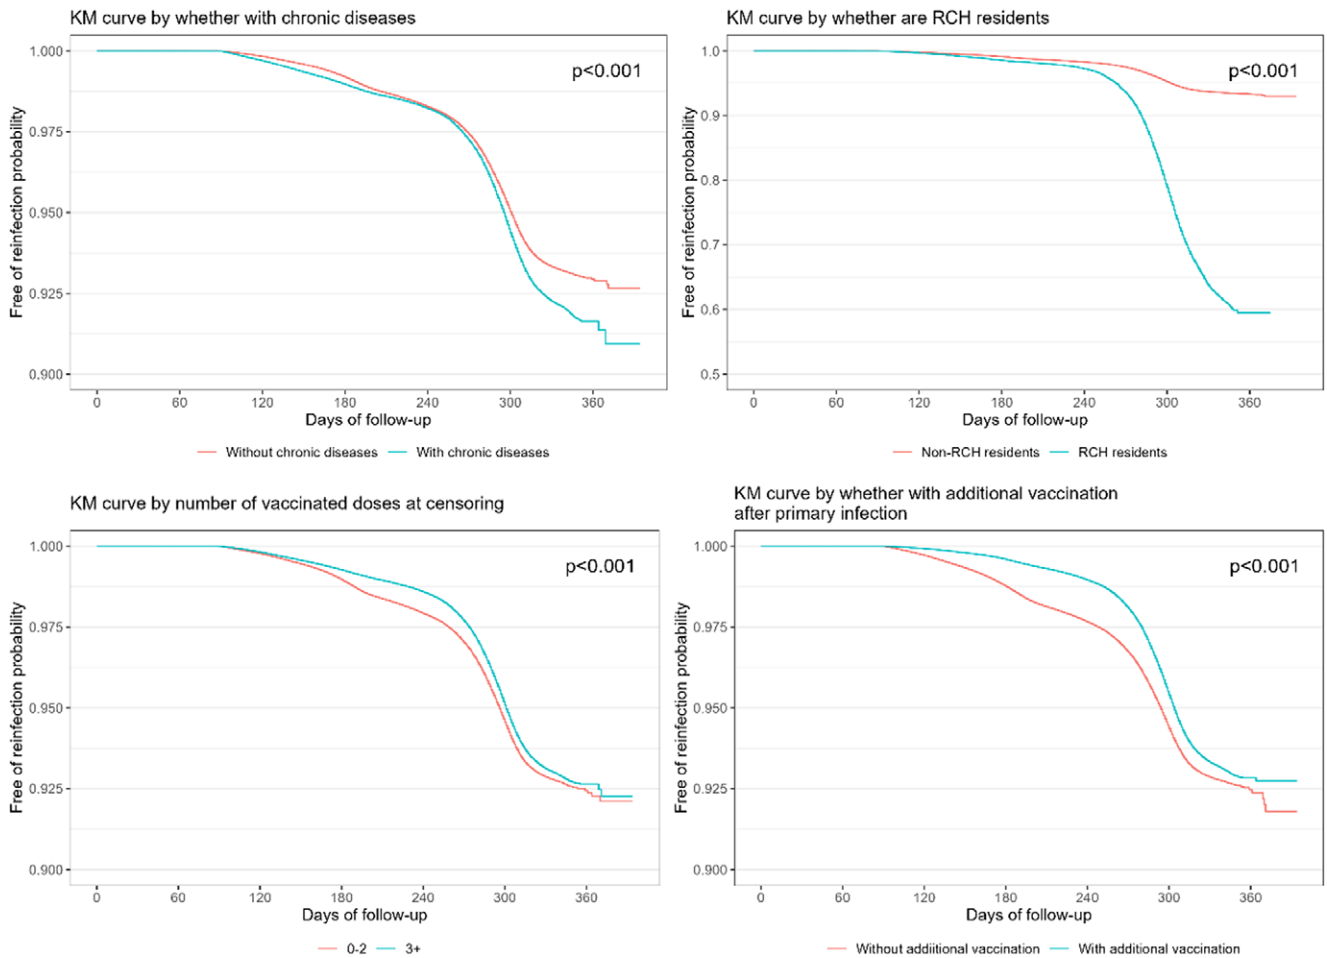 KM curve by whether with chronic diseases
p<0.001
Free of reinfection probability
1.000
0.975
0.950
0.925
0.900
0 60 120 180 240 300 360
Days of follow-up
Without chronic diseases With chronic diseases
KM curve by whether are RCH residents
p<0.001
Free of reinfection probability
1.0
0.9
0.8
0.7
0.6
0.5
0 60 120 180 240 300 360
Days of follow-up
Non-RCH residents RCH residents
KM curve by number of vaccinated doses at censoring
p<0.001
Free of reinfection probability
1.000
0.975
0.950
0.925
0.900
0 60 120 180 240 300 360
Days of follow-up
0-2 3+
KM curve by whether with additional vaccination
after primary infection
p<0.001
Free of reinfection probability
1.000
0.975
0.950
0.925
0.900
0 60 120 180 240 300 360
Days of follow-up
Without addiitional vaccination With additional vaccination